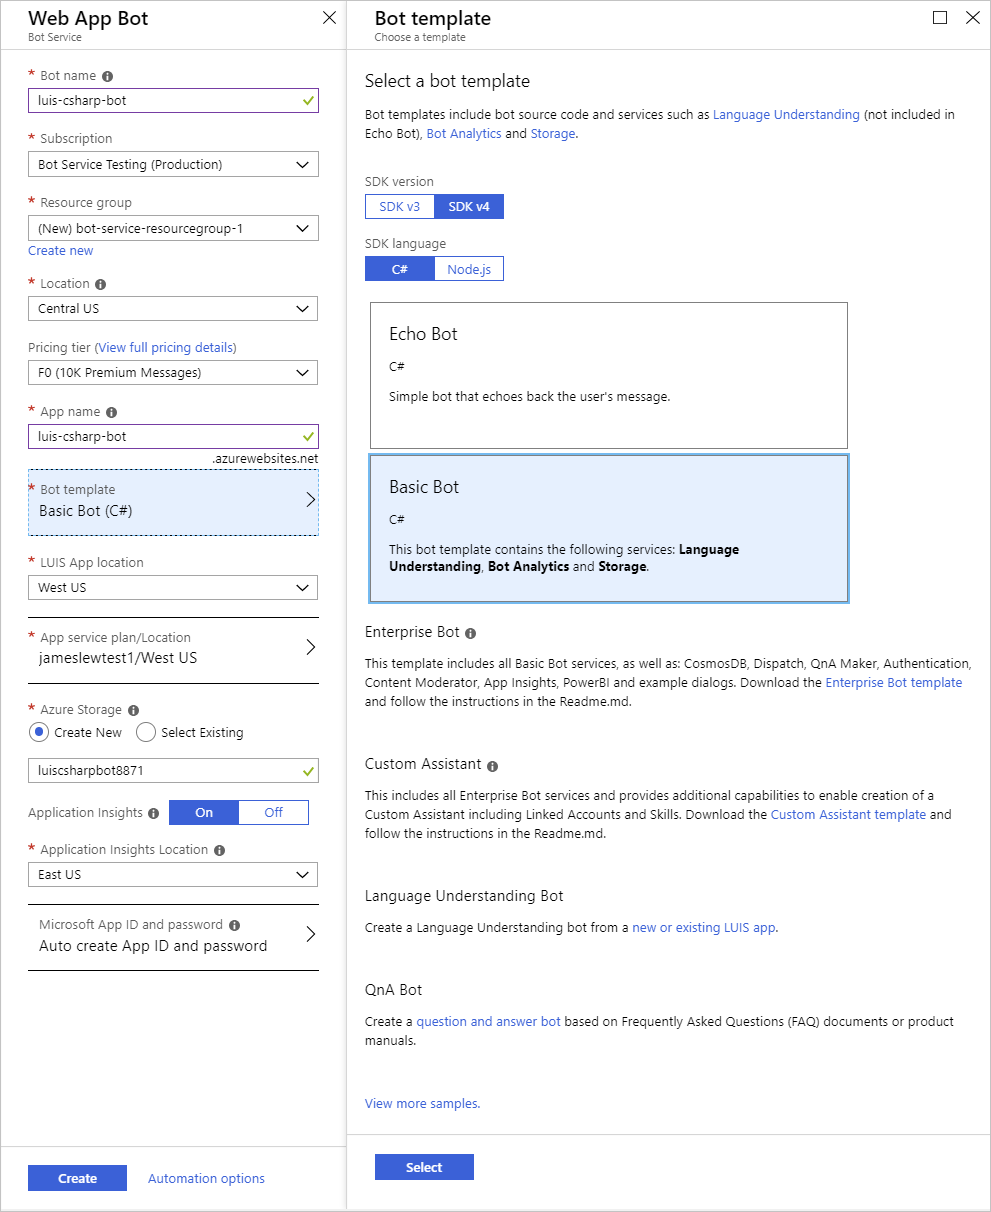 Web App Bot
Bot Service
* Bot name
luis-csharp-bot
* Subscription
Bot Service Testing (Production)
* Resource group
(New) bot-service-resourcegroup-1
Create new
* Location
Central US
Pricing tier (View full pricing details)
F0 (10K Premium Messages)
* App name
luis-csharp-bot
.azurewebsites.net
* Bot template
Basic Bot (C#)
* LUIS App location
West US
* App service plan/Location
jameslewtest1/West US
* Azure Storage
Create New Select Existing
luiscsharpbot8871
Application Insights On Off
* Application Insights Location
East US
Microsoft App ID and password
Auto create App ID and password
Create Automation options
Bot template
Choose a template
Select a bot template
Bot templates include bot source code and services such as Language Understanding (not included in
Echo Bot), Bot Analytics and Storage.
SDK version
SDK v3 SDK v4
SDK language
C# Node.js
Echo Bot
C#
Simple bot that echoes back the user's message.
Basic Bot
C#
This bot template contains the following services: Language
Understanding, Bot Analytics and Storage.
Enterprise Bot
This template includes all Basic Bot services, as well as: CosmosDB, Dispatch, QnA Maker, Authentication,
Content Moderator, App Insights, PowerBI and example dialogs. Download the Enterprise Bot template
and follow the instructions in the Readme.md.
Custom Assistant
This includes all Enterprise Bot services and provides additional capabilities to enable creation of a
Custom Assistant including Linked Accounts and Skills. Download the Custom Assistant template and
follow the instructions in the Readme.md.
Language Understanding Bot
Create a Language Understanding bot from a new or existing LUIS app.
QnA Bot
Create a question and answer bot based on Frequently Asked Questions (FAQ) documents or product
manuals.
View more samples.
Select